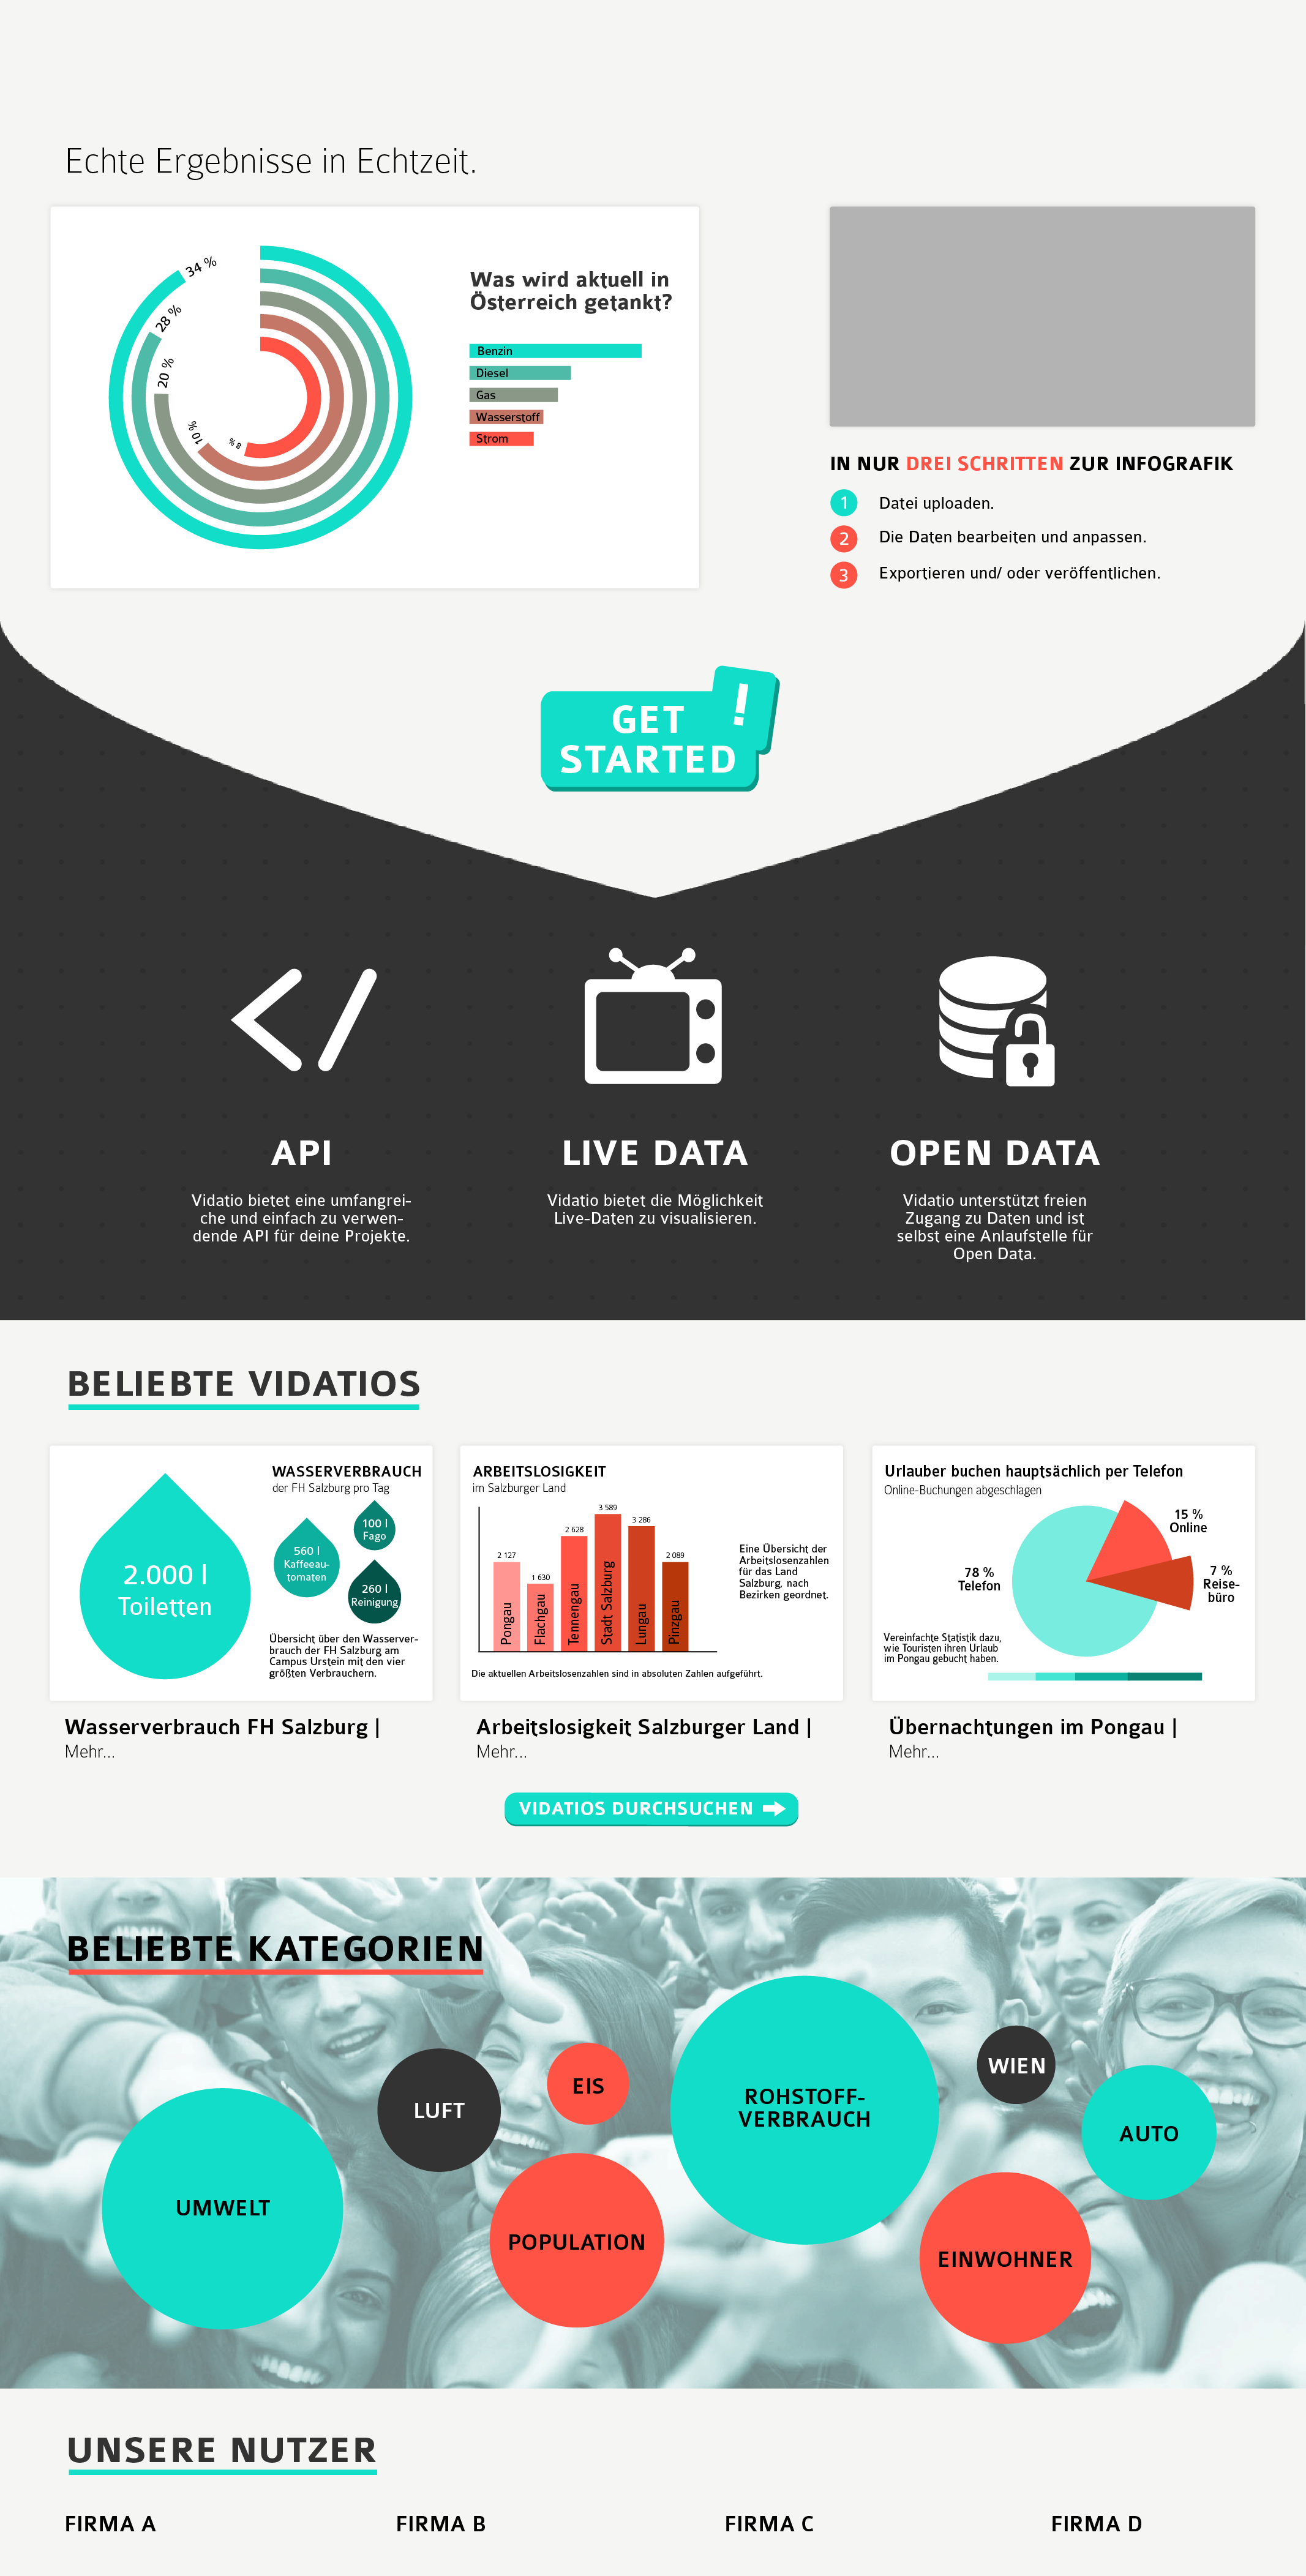 Echte Ergebnisse in Echtzeit.
34 %
28 %
20 %
10 %
8 %
Was wird aktuell in
Österreich getankt?
Benzin
Diesel
Gas
Wasserstoff
Strom
IN NUR DREI SCHRITTEN ZUR INFOGRAFIK
1 Datei uploaden.
2 Die Daten bearbeiten und anpassen.
3 Exportieren und/ oder veröffentlichen.
GET
STARTED
!
API
Vidatio bietet eine umfangrei-
che und einfach zu verwen-
dende API für deine Projekte.
LIVE DATA
Vidatio bietet die Möglichkeit
Live-Daten zu visualisieren.
OPEN DATA
Vidatio unterstützt freien
Zugang zu Daten und ist
selbst eine Anlaufstelle für
Open Data.
BELIEBTE VIDATIOS
WASSERVERBRAUCH
der FH Salzburg pro Tag
2.000 l
Toiletten
560 l
Kaffeeau-
tomaten
100 l
Fago
260 l
Reinigung
Übersicht über den Wasserver-
brauch der FH Salzburg am
Campus Urstein mit den vier
größten Verbrauchern.
Wasserverbrauch FH Salzburg |
Mehr...
ARBEITSLOSIGKEIT
im Salzburger Land
2 127
1 630
2 628
3 589
3 286
2 089
Pongau
Flachgau
Tennengau
Stadt Salzburg
Lungau
Pinzgau
Eine Übersicht der
Arbeitslosenzahlen
für das Land
Salzburg, nach
Bezirken geordnet.
Die aktuellen Arbeitslosenzahlen sind in absoluten Zahlen aufgeführt.
Arbeitslosigkeit Salzburger Land |
Mehr...
Urlauber buchen hauptsächlich per Telefon
Online-Buchungen abgeschlagen
15 %
Online
78 %
Telefon
7 %
Reise-
büro
Vereinfachte Statistik dazu,
wie Touristen ihren Urlaub
im Pongau gebucht haben.
Übernachtungen im Pongau |
Mehr...
VIDATIOS DURCHSUCHEN
BELIEBTE KATEGORIEN
UMWELT
LUFT
EIS
POPULATION
ROHSTOFF-
VERBRAUCH
WIEN
AUTO
EINWOHNER
UNSERE NUTZER
FIRMA A
FIRMA B
FIRMA C
FIRMA D